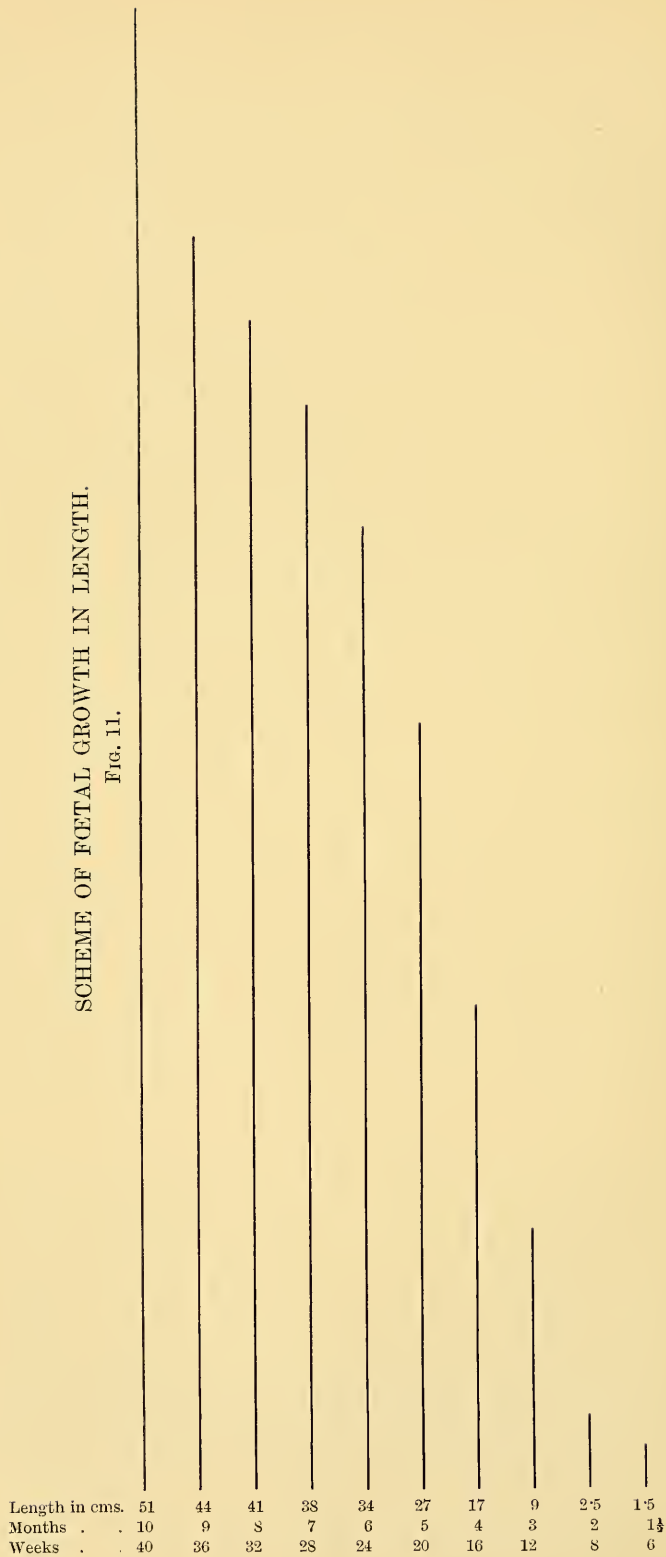 SCHEME OF FŒTAL GROWTH IN LENGTH.
FIG. 11.
Length in cms. 51 44 41 38 34 27 17 9 2·5 1·5
Months . . 10 9 8 7 6 5 4 3 2 1½
Weeks . . 40 36 32 28 24 20 16 12 8 6